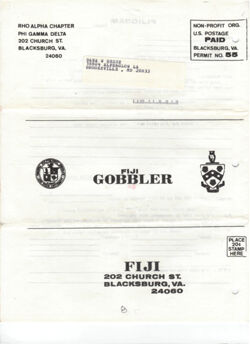 RHO ALPHA CHAPTER
PHI GAMMA DELTA
202 CHURCH ST.
BLACKSBURG, VA.
24060
NON-PROFIT ORG.
U.S. POSTAGE
PAID
BLACKSBURG, VA.
PERMIT NO. 55
FIJI
GOBBLER
PLACE
20¢
STAMP
HERE
FIJI
202 CHURCH ST.
BLACKSBURG, VA.
24060